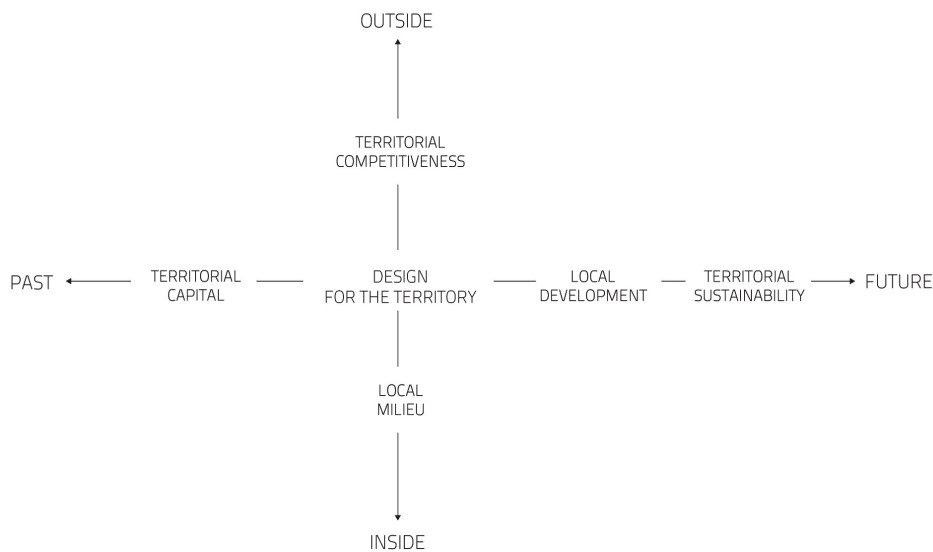 OUTSIDE
TERRITORIAL
COMPETITIVENESS
PAST
TERRITORIAL
CAPITAL
DESIGN
FOR THE TERRITORY
LOCAL
DEVELOPMENT
TERRITORIAL
SUSTAINABILITY
FUTURE
LOCAL
MILIEU
INSIDE